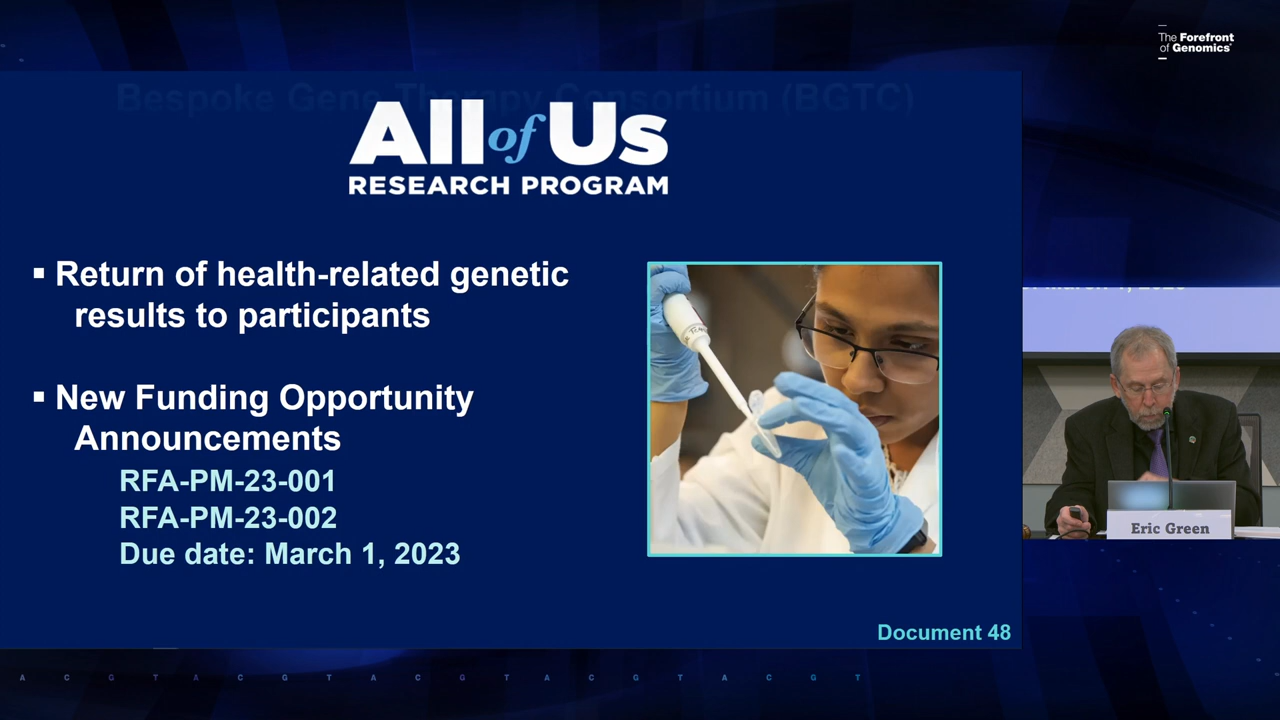 The Forefront
of Genomics®
Bespoke Gene Therapy Consortium (BGTC)
All of Us
RESEARCH PROGRAM
▪ Return of health-related genetic
results to participants
▪ New Funding Opportunity
Announcements
RFA-PM-23-001
RFA-PM-23-002
Due date: March 1, 2023
Document 48
Eric Green
A C G T A C G T A C G T A C G T A C G T